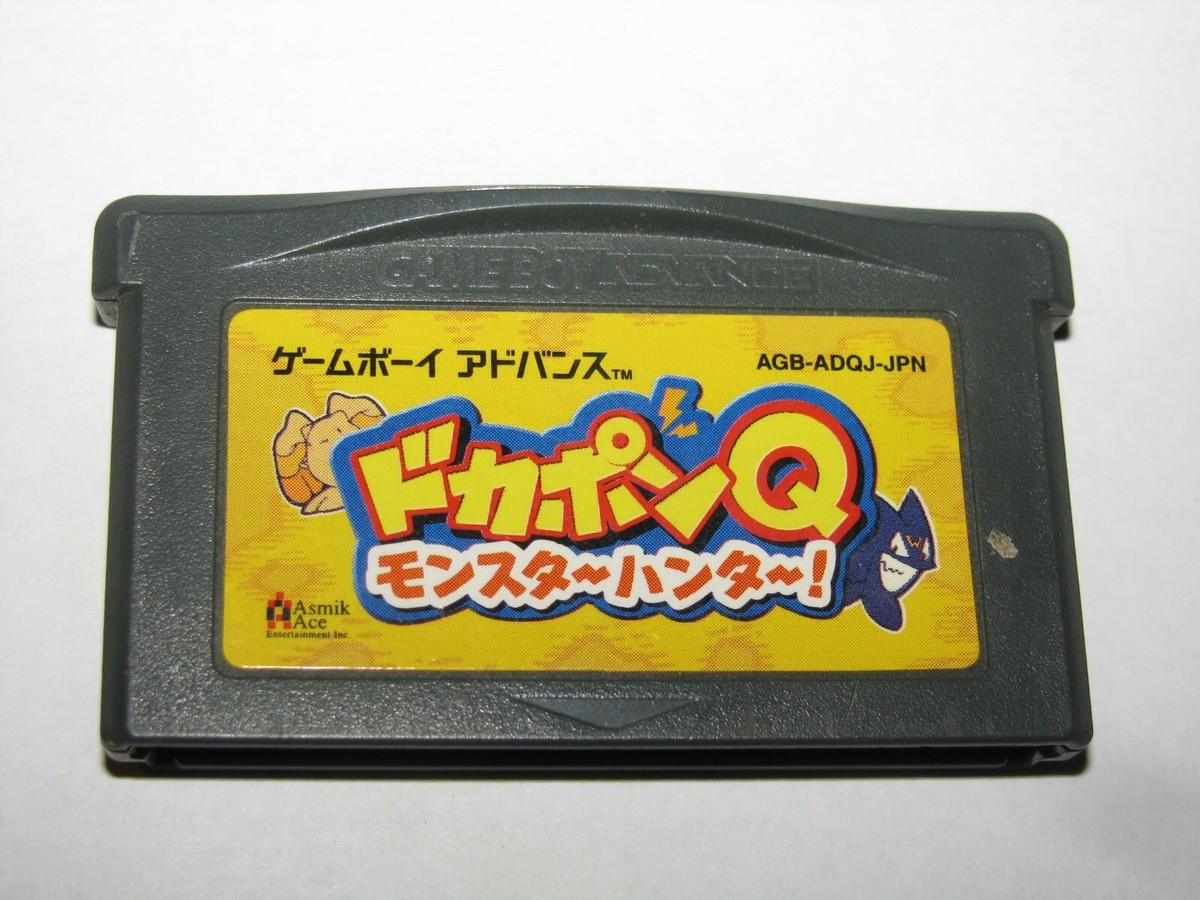 GAME BOY ADVANCE
ゲームボーイ アドバンス™
AGB-ADQJ-JPN
ドカポンQ
モンスターハンター!
W
Asmik
Ace
Entertainment Inc.